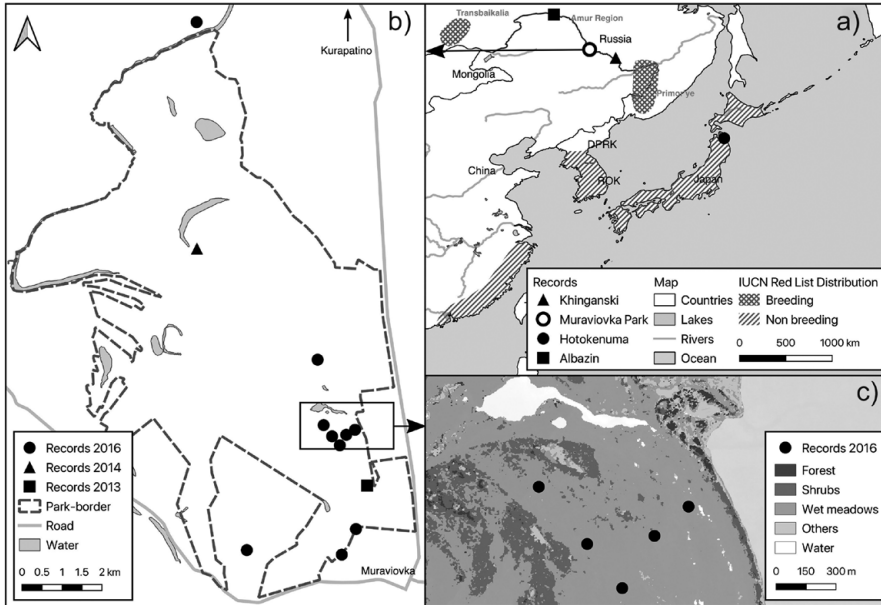 b)
Kurapatino
Records 2016
Records 2014
Records 2013
Park-border
Road
Water
0 0.5 1 1.5 2 km
Muraviovka
a)
Transbaikalia
Amur Region
Russia
Mongolia
Primorye
DPRK
China
ROK
Japan
Records
Khinganski
Muraviovka Park
Hotokenuma
Albazin
Map
Countries
Lakes
Rivers
Ocean
IUCN Red List Distribution
Breeding
Non breeding
0 500 1000 km
c)
Records 2016
Forest
Shrubs
Wet meadows
Others
Water
0 150 300 m